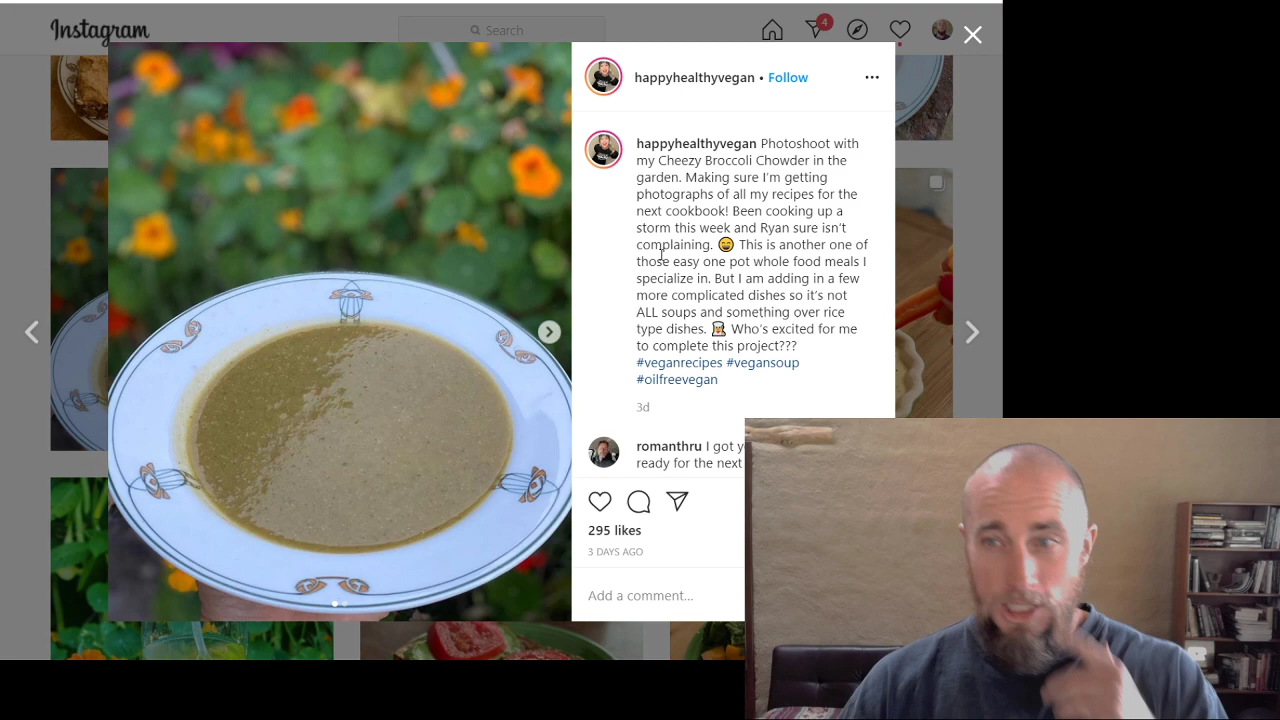 Instagram
Search
4
happyhealthyvegan • Follow
happyhealthyvegan Photoshoot with
my Cheezy Broccoli Chowder in the
garden. Making sure I'm getting
photographs of all my recipes for the
next cookbook! Been cooking up a
storm this week and Ryan sure isn't
complaining. 😅 This is another one of
those easy one pot whole food meals I
specialize in. But I am adding in a few
more complicated dishes so it's not
ALL soups and something over rice
type dishes. 👩‍🍳 Who's excited for me
to complete this project???
#veganrecipes #vegansoup
#oilfreevegan
3d
romanthru I got
ready for the next
295 likes
3 DAYS AGO
Add a comment...